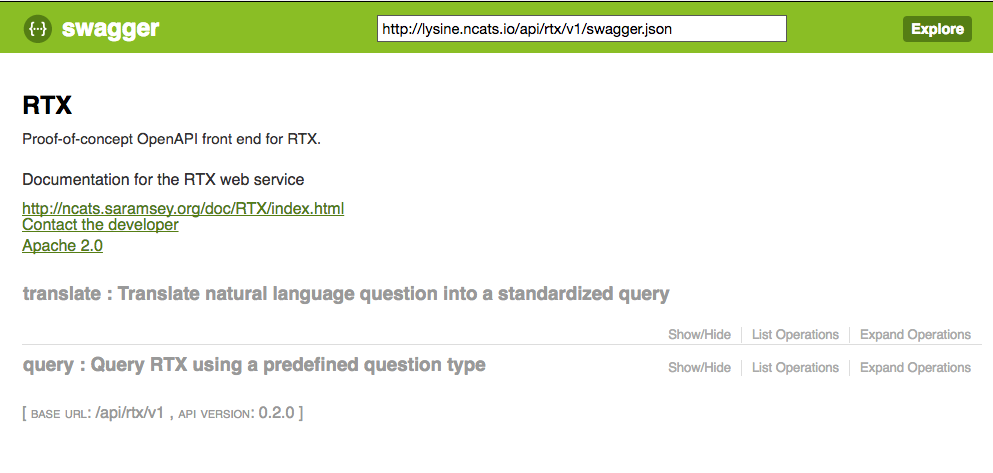 {··} swagger http://lysine.ncats.io/api/rtx/v1/swagger.json Explore
RTX
Proof-of-concept OpenAPI front end for RTX.
Documentation for the RTX web service
http://ncats.saramsey.org/doc/RTX/index.html
Contact the developer
Apache 2.0
translate : Translate natural language question into a standardized query
Show/Hide List Operations Expand Operations
query : Query RTX using a predefined question type Show/Hide List Operations Expand Operations
[ BASE URL: /api/rtx/v1 , API VERSION: 0.2.0 ]